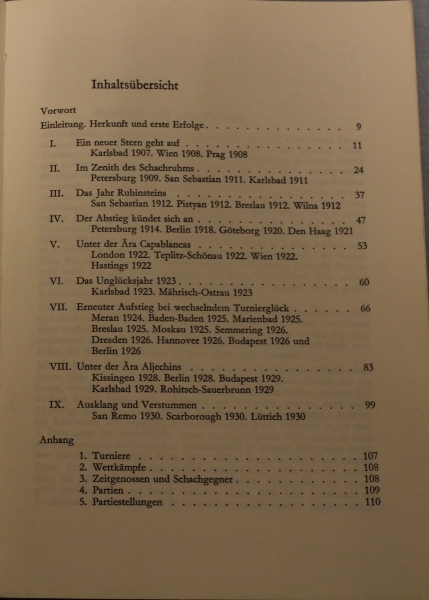 Inhaltsübersicht
Vorwort
Einleitung. Herkunft und erste Erfolge . . . . . . . . . . . . . 9
I. Ein neuer Stern geht auf . . . . . . . . . . . . . . 11
Karlsbad 1907. Wien 1908. Prag 1908
II. Im Zenith des Schachruhms . . . . . . . . . . . . . 24
Petersburg 1909. San Sebastian 1911. Karlsbad 1911
III. Das Jahr Rubinsteins . . . . . . . . . . . . . . . 37
San Sebastian 1912. Pistyan 1912. Breslau 1912. Wilna 1912
IV. Der Abstieg kündet sich an . . . . . . . . . . . . . 47
Petersburg 1914. Berlin 1918. Göteborg 1920. Den Haag 1921
V. Unter der Ära Capablancas . . . . . . . . . . . . . 53
London 1922. Teplitz-Schönau 1922. Wien 1922.
Hastings 1922
VI. Das Unglücksjahr 1923 . . . . . . . . . . . . . . 60
Karlsbad 1923. Mährisch-Ostrau 1923
VII. Erneuter Aufstieg bei wechselndem Turnierglück . . . . . 66
Meran 1924. Baden-Baden 1925. Marienbad 1925.
Breslau 1925. Moskau 1925. Semmering 1926.
Dresden 1926. Hannover 1926. Budapest 1926 und
Berlin 1926
VIII. Unter der Ära Aljechins . . . . . . . . . . . . . . 83
Kissingen 1928. Berlin 1928. Budapest 1929.
Karlsbad 1929. Rohitsch-Sauerbrunn 1929
IX. Ausklang und Verstummen . . . . . . . . . . . . . 99
San Remo 1930. Scarborough 1930. Lüttich 1930
Anhang
1. Turniere . . . . . . . . . . . . . . . . . . . 107
2. Wettkämpfe . . . . . . . . . . . . . . . . . . 108
3. Zeitgenossen und Schachgegner . . . . . . . . . . . 108
4. Partien . . . . . . . . . . . . . . . . . . . 109
5. Partiestellungen . . . . . . . . . . . . . . . . 110